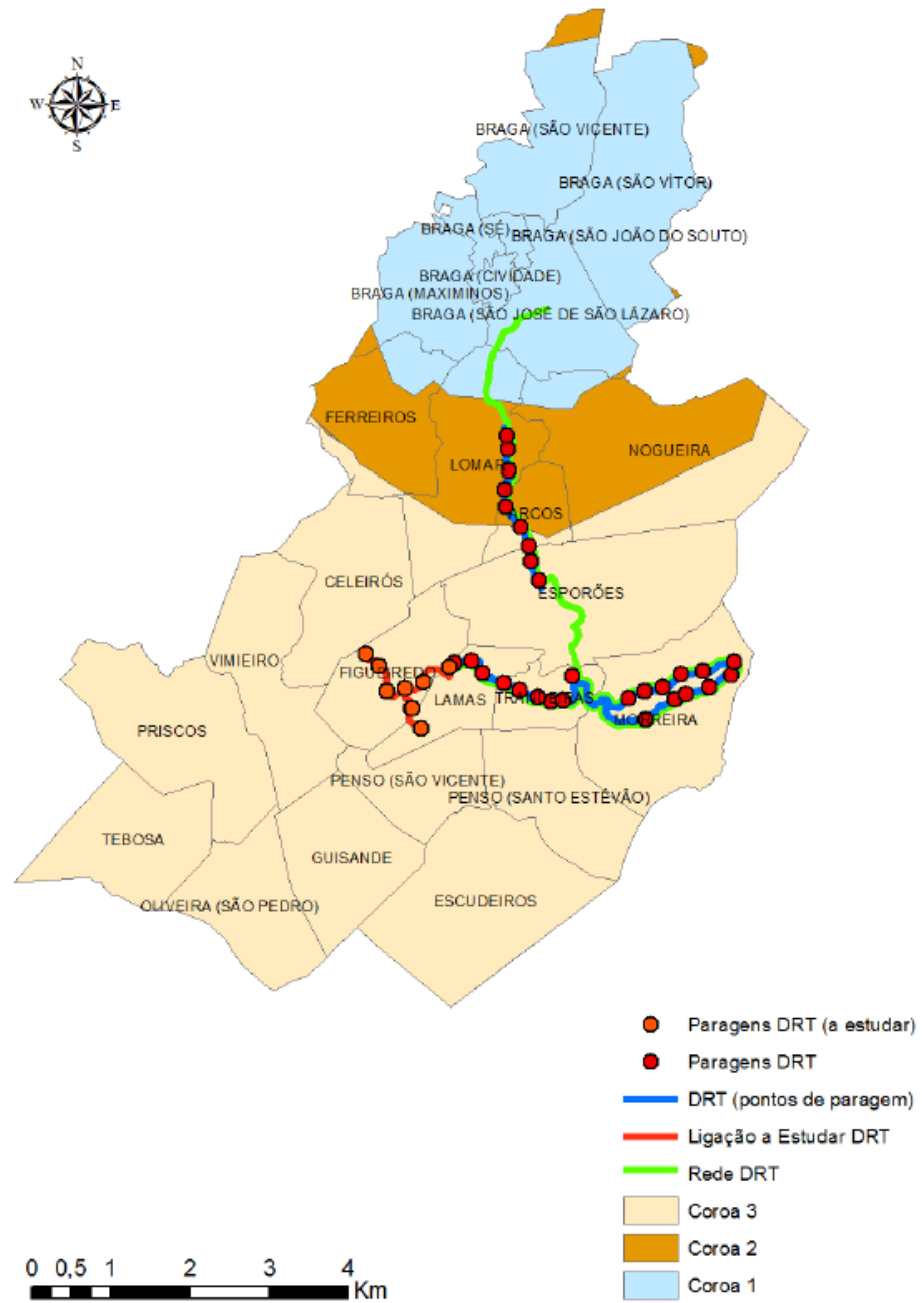 N
W E
S
BRAGA (SÃO VICENTE)
BRAGA (SÃO VÍTOR)
BRAGA (SÉ)
BRAGA (SÃO JOÃO DO SOUTO)
BRAGA (CIVIDADE)
BRAGA (MAXIMINOS)
BRAGA (SÃO JOSÉ DE SÃO LÁZARO)
FERREIROS
NOGUEIRA
LOMAR
ARCOS
CELEIRÓS
ESPORÕES
VIMIEIRO
FIGUEIREDO
LAMAS
MORREIRA
PRISCOS
PENSO (SÃO VICENTE)
PENSO (SANTO ESTÊVÃO)
TEBOSA
GUISANDE
OLIVEIRA (SÃO PEDRO)
ESCUDEIROS
Paragens DRT (a estudar)
Paragens DRT
DRT (pontos de paragem)
Ligação a Estudar DRT
Rede DRT
Coroa 3
Coroa 2
Coroa 1
0 0,5 1 2 3 4
Km